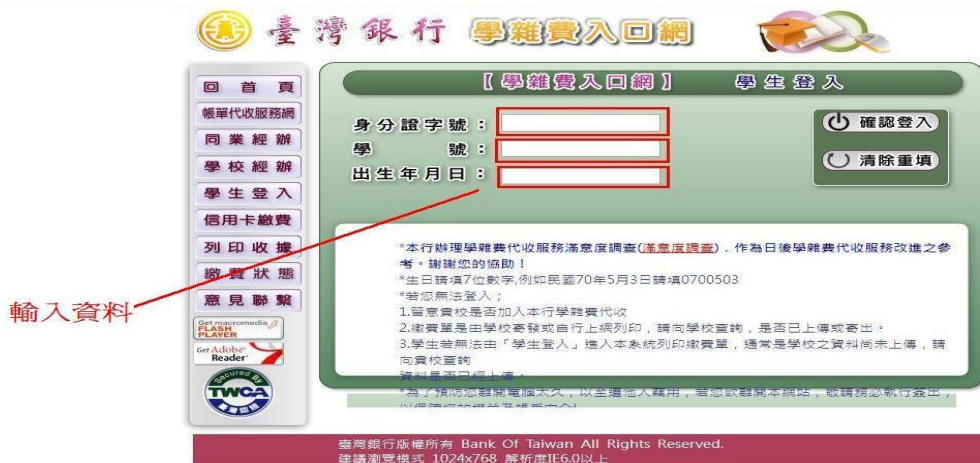 臺灣銀行 學雜費入口網
回首頁
帳單代收服務網
同業經辦
學校經辦
學生登入
信用卡繳費
列印收據
繳費狀態
意見聯繫
Get macromedia
FLASH
PLAYER
Get Adobe
Reader
Secured By
TWCA
【學雜費入口網】 學生登入
身分證字號：
學 號：
出生年月日：
確認登入
清除重填
輸入資料
*本行辦理學雜費代收服務滿意度調查(滿意度調查)，作為日後學雜費代收服務改進之參
考。謝謝您的協助！
*生日請填7位數字,例如民國70年5月3日請填0700503
*若您無法登入；
1.留意貴校是否加入本行學雜費代收
2.繳費單是由學校寄發或自行上網列印，請向學校查詢，是否已上傳或寄出。
3.學生若無法由「學生登入」進入本系統列印繳費單，通常是學校之資料尚未上傳，請
向貴校查詢
資料是否已經上傳。
*為了預防您離開電腦太久，以至遭他人竊用，若您欲離開本網站，敬請務必執行簽出，
臺灣銀行版權所有 Bank Of Taiwan All Rights Reserved.
建議瀏覽模式 1024x768 解析度IE6.0以上